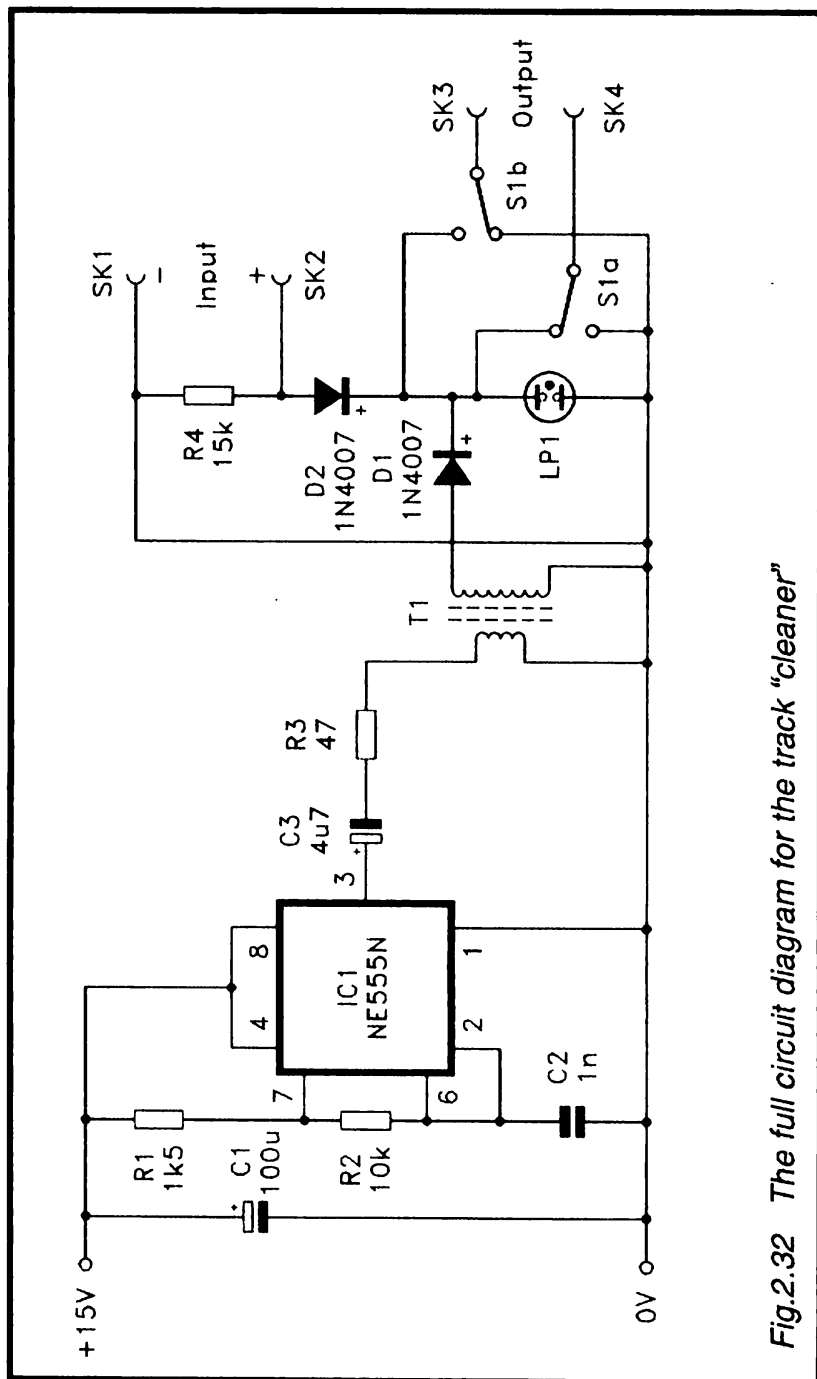 +15V
R1
1k5
C1
100u
R2
10k
C2
1n
7
6
4
8
IC1
NE555N
2
1
3
C3
4u7
R3
47
T1
R4
15k
D2
1N4007
D1
1N4007
LP1
SK1
-
Input
+
SK2
S1b
S1a
SK3
Output
SK4
0V
Fig.2.32 The full circuit diagram for the track "cleaner"